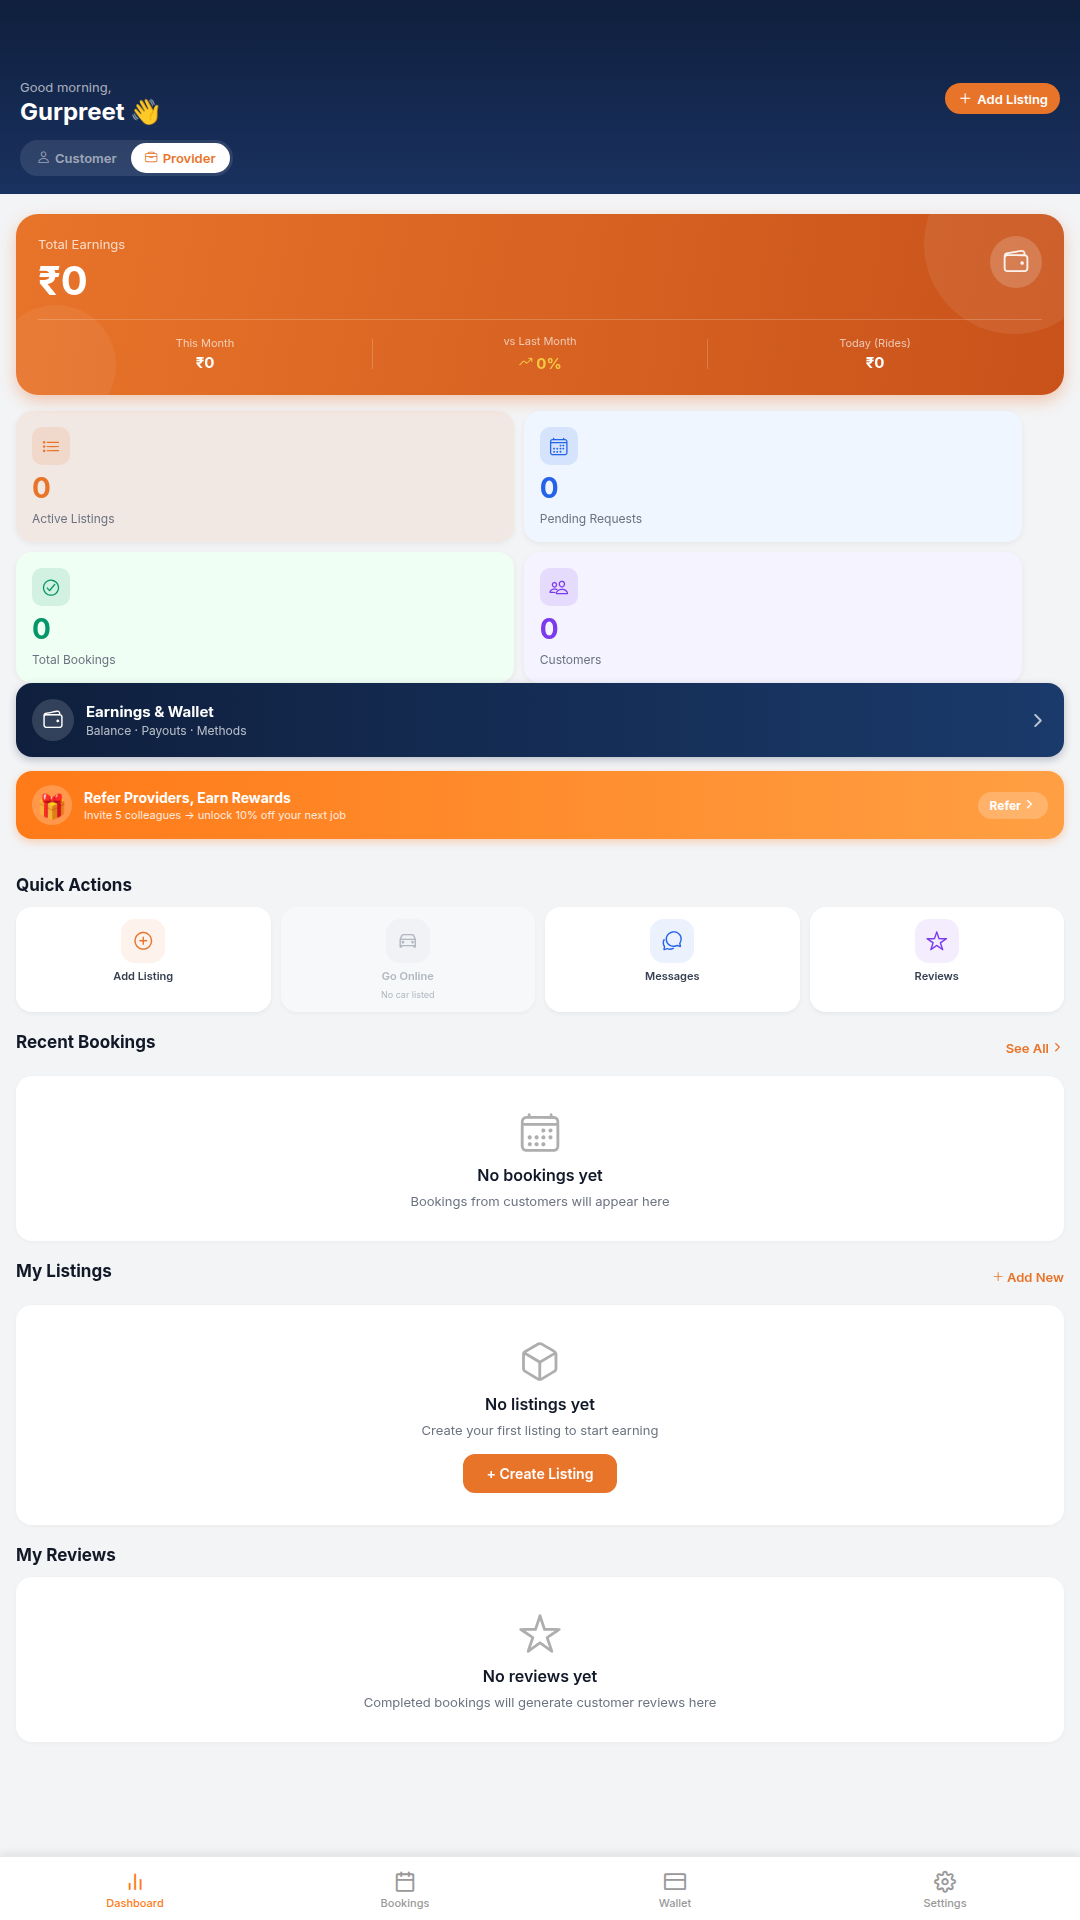 Good morning,
Gurpreet 👋
+ Add Listing
Customer
Provider
Total Earnings
₹0
This Month
₹0
vs Last Month
0%
Today (Rides)
₹0
0
Active Listings
0
Pending Requests
0
Total Bookings
0
Customers
Earnings & Wallet
Balance · Payouts · Methods
Refer Providers, Earn Rewards
Invite 5 colleagues → unlock 10% off your next job
Refer
Quick Actions
Add Listing
Go Online
No car listed
Messages
Reviews
Recent Bookings
See All
No bookings yet
Bookings from customers will appear here
My Listings
+ Add New
No listings yet
Create your first listing to start earning
+ Create Listing
My Reviews
No reviews yet
Completed bookings will generate customer reviews here
Dashboard
Bookings
Wallet
Settings